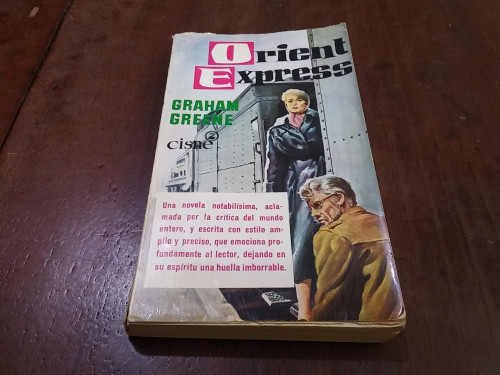 Orient
Express
GRAHAM
GREENE
cisne
Una novela notabilísima, acla-
mada por la crítica del mundo
entero, y escrita con estilo am-
plio y preciso, que emociona pro-
fundamente al lector, dejando en
su espíritu una huella imborrable.